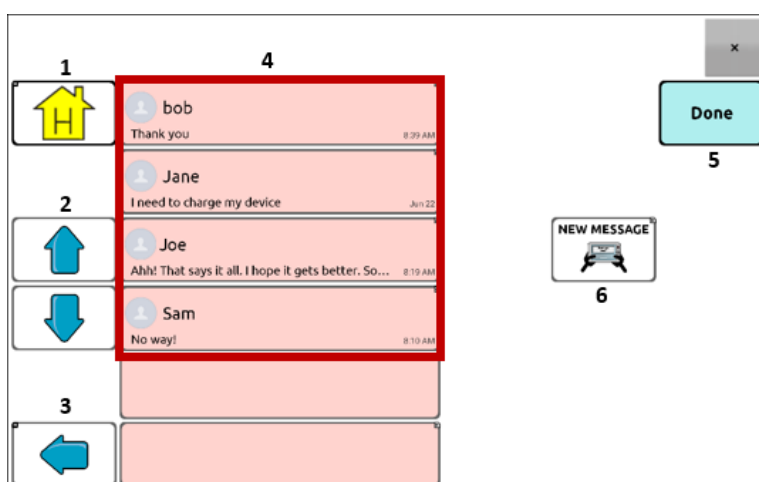 ×
1
4
H
bob
Thank you
8:39 AM
Done
5
Jane
I need to charge my device
Jun 22
2
Joe
Ahh! That says it all. I hope it gets better. So...
8:19 AM
NEW MESSAGE
6
Sam
No way!
8:10 AM
3